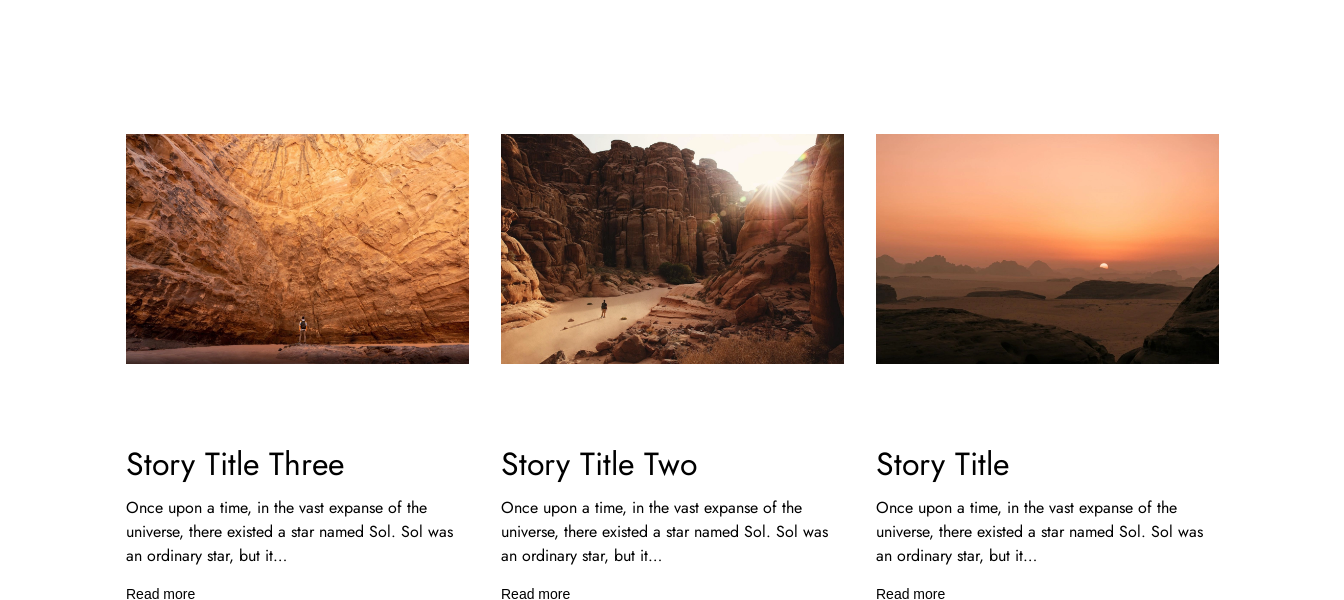 Story Title Three
Once upon a time, in the vast expanse of the
universe, there existed a star named Sol. Sol was
an ordinary star, but it...
Read more
Story Title Two
Once upon a time, in the vast expanse of the
universe, there existed a star named Sol. Sol was
an ordinary star, but it...
Read more
Story Title
Once upon a time, in the vast expanse of the
universe, there existed a star named Sol. Sol was
an ordinary star, but it...
Read more